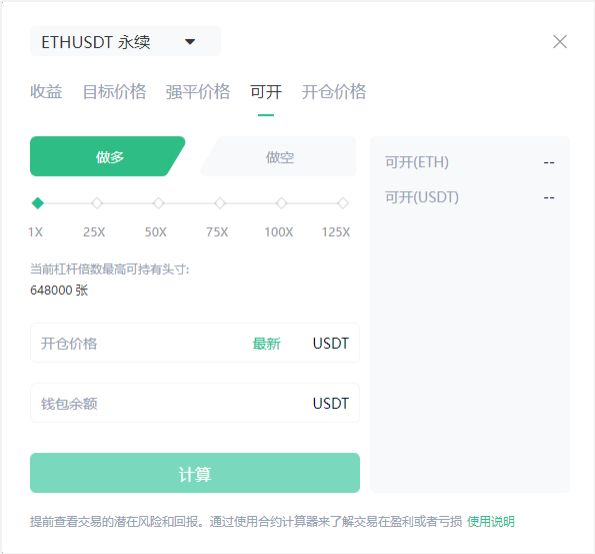 ETHUSDT 永续
收益 目标价格 强平价格 可开 开仓价格
做多 做空
可开(ETH) --
可开(USDT) --
1X 25X 50X 75X 100X 125X
当前杠杆倍数最高可持有头寸:
648000 张
开仓价格 最新 USDT
钱包余额 USDT
计算
提前查看交易的潜在风险和回报。通过使用合约计算器来了解交易在盈利或者亏损 使用说明